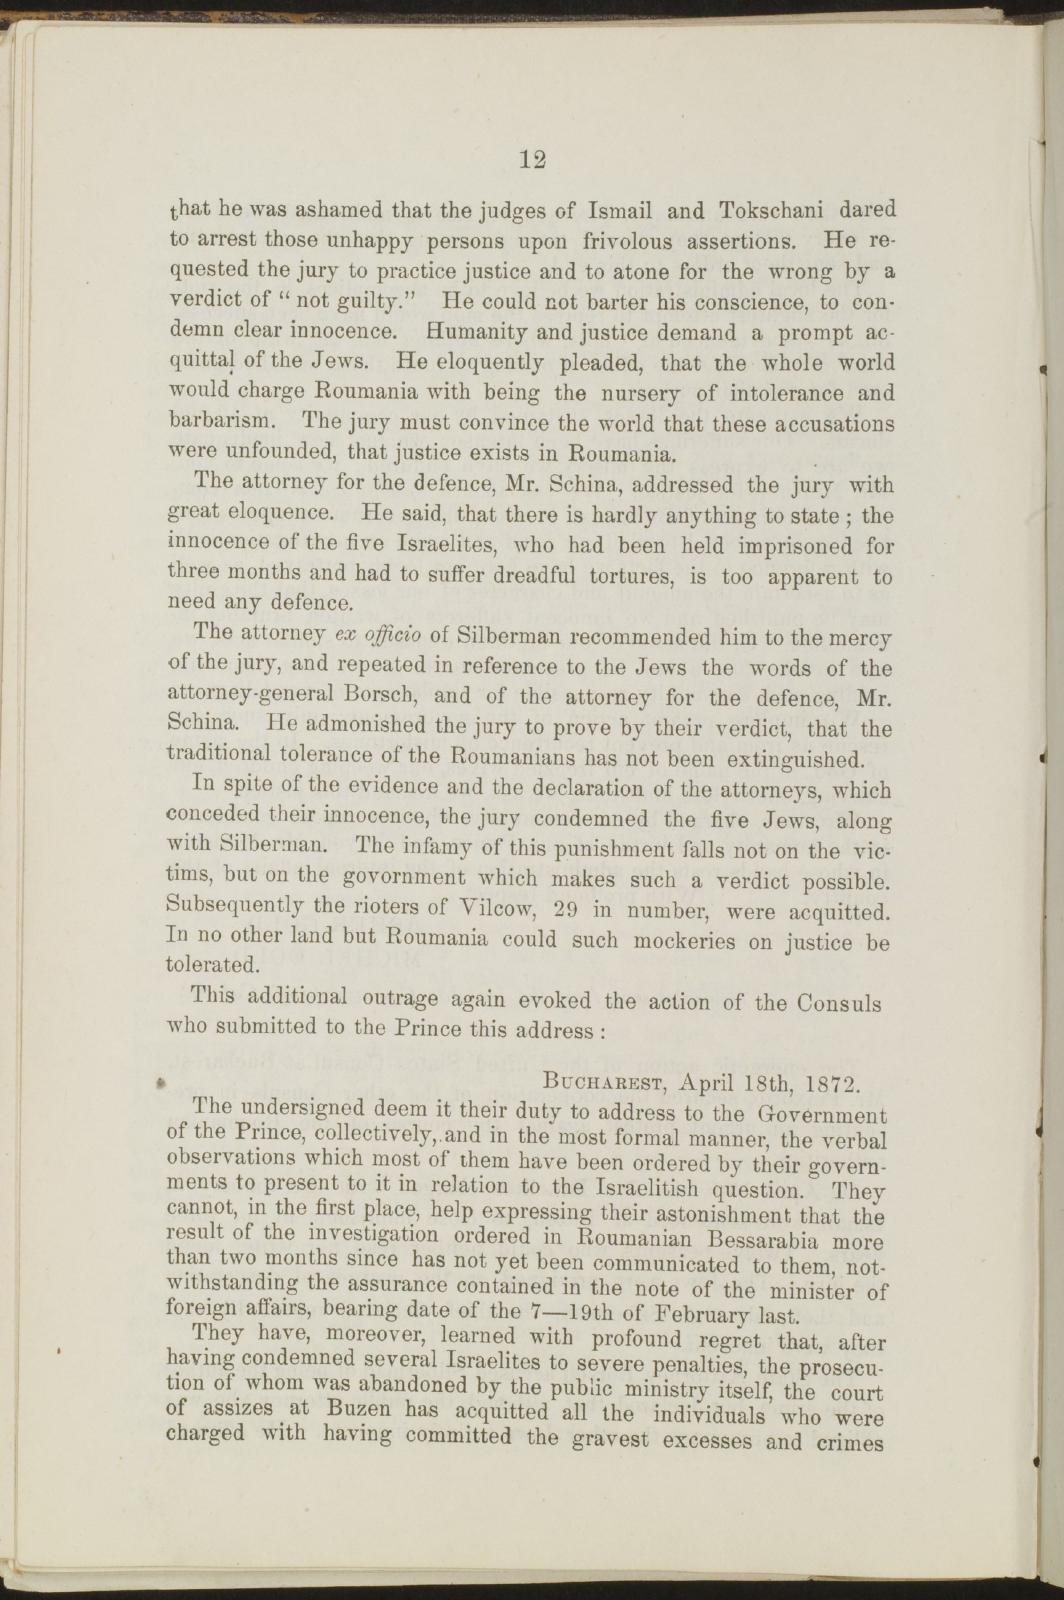 12
that he was ashamed that the judges of Ismail and Tokschani dared
to arrest those unhappy persons upon frivolous assertions. He re-
quested the jury to practice justice and to atone for the wrong by a
verdict of “ not guilty.” He could not barter his conscience, to con-
demn clear innocence. Humanity and justice demand a prompt ac-
quittal of the Jews. He eloquently pleaded, that the whole world
would charge Roumania with being the nursery of intolerance and
barbarism. The jury must convince the world that these accusations
were unfounded, that justice exists in Roumania.
The attorney for the defence, Mr. Schina, addressed the jury with
great eloquence. He said, that there is hardly anything to state ; the
innocence of the five Israelites, who had been held imprisoned for
three months and had to suffer dreadful tortures, is too apparent to
need any defence.
The attorney ex officio of Silberman recommended him to the mercy
of the jury, and repeated in reference to the Jews the words of the
attorney-general Borsch, and of the attorney for the defence, Mr.
Schina. He admonished the jury to prove by their verdict, that the
traditional tolerance of the Roumanians has not been extinguished.
In spite of the evidence and the declaration of the attorneys, which
conceded their innocence, the jury condemned the five Jews, along
with Silberman. The infamy of this punishment falls not on the vic-
tims, but on the govornment which makes such a verdict possible.
Subsequently the rioters of Vilcow, 29 in number, were acquitted.
In no other land but Roumania could such mockeries on justice be
tolerated.
This additional outrage again evoked the action of the Consuls
who submitted to the Prince this address :
BUCHAREST, April 18th, 1872.
The undersigned deem it their duty to address to the Government
of the Prince, collectively, and in the most formal manner, the verbal
observations which most of them have been ordered by their govern-
ments to present to it in relation to the Israelitish question. They
cannot, in the first place, help expressing their astonishment that the
result of the investigation ordered in Roumanian Bessarabia more
than two months since has not yet been communicated to them, not-
withstanding the assurance contained in the note of the minister of
foreign affairs, bearing date of the 7—19th of February last.
They have, moreover, learned with profound regret that, after
having condemned several Israelites to severe penalties, the prosecu-
tion of whom was abandoned by the public ministry itself, the court
of assizes at Buzen has acquitted all the individuals who were
charged with having committed the gravest excesses and crimes